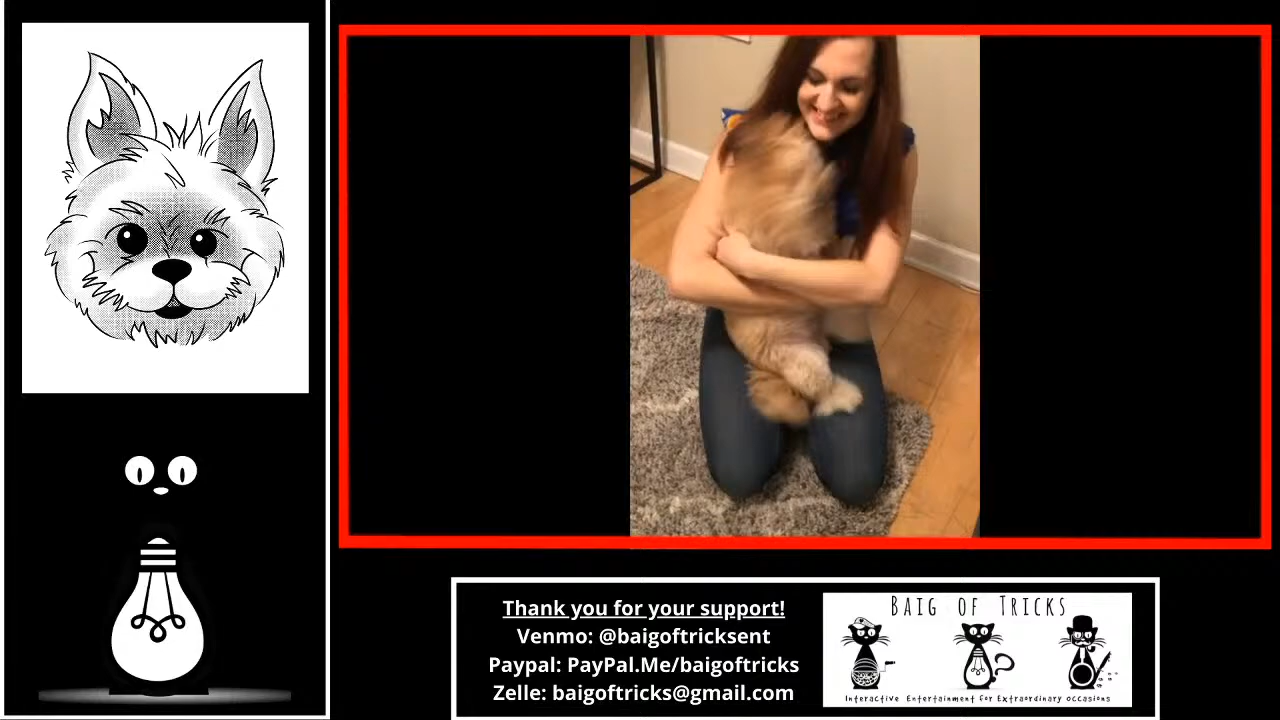 Thank you for your support!
Venmo: @baigoftricksent
Paypal: PayPal.Me/baigoftricks
Zelle: baigoftricks@gmail.com
BAIG OF TRICKS
Interactive Entertainment for Extraordinary occasions